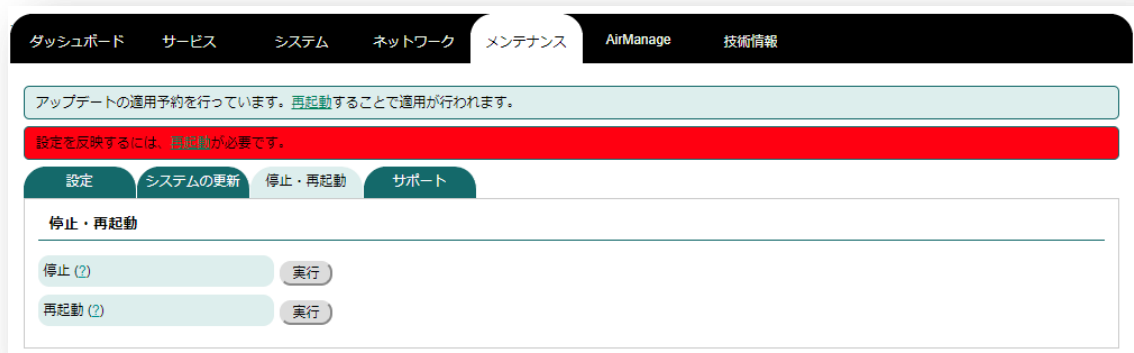 ダッシュボード サービス システム ネットワーク メンテナンス AirManage 技術情報
アップデートの適用予約を行っています。再起動することで適用が行われます。
設定を反映するには、再起動が必要です。
設定 システムの更新 停止・再起動 サポート
停止・再起動
停止 (?) 実行
再起動 (?) 実行